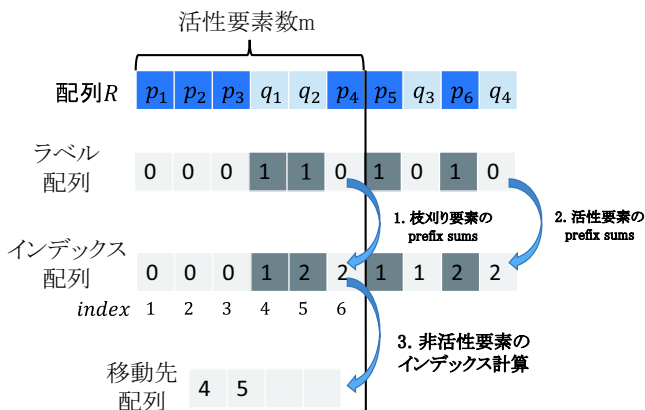 活性要素数m
配列R p₁ p₂ p₃ q₁ q₂ p₄ p₅ q₃ p₆ q₄
ラベル
配列
0 0 0 1 1 0 1 0 1 0
1. 枝刈り要素の
prefix sums
2. 活性要素の
prefix sums
インデックス
配列
0 0 0 1 2 2 1 1 2 2
index 1 2 3 4 5 6
3. 非活性要素の
インデックス計算
移動先
配列
4 5